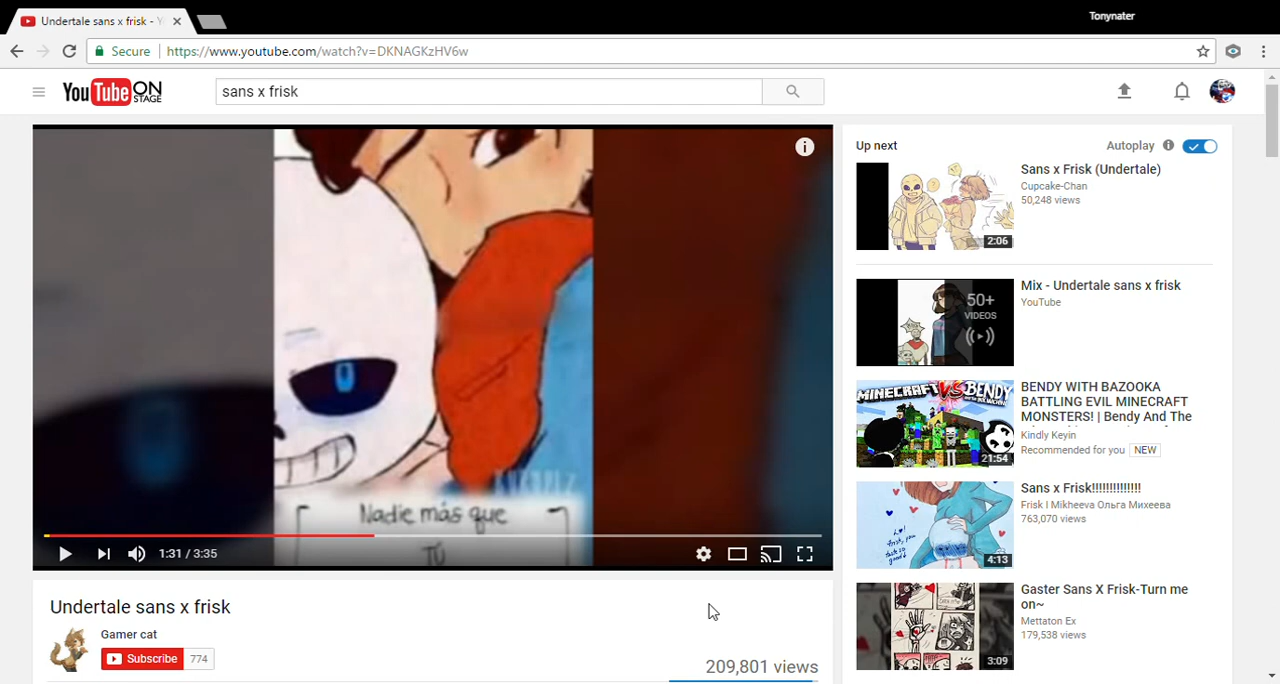 Undertale sans x frisk - Y
Tonynater
Secure https://www.youtube.com/watch?v=DKNAGKzHV6w
YouTube ON STAGE
sans x frisk
Nadie más que
TÚ
1:31 / 3:35
Undertale sans x frisk
Gamer cat
Subscribe 774
209,801 views
Up next
Autoplay
2:06
Sans x Frisk (Undertale)
Cupcake-Chan
50,248 views
50+
VIDEOS
Mix - Undertale sans x frisk
YouTube
MINECRAFT VS BENDY
21:54
BENDY WITH BAZOOKA
BATTLING EVIL MINECRAFT
MONSTERS! | Bendy And The
Kindly Keyin
Recommended for you NEW
4:13
Sans x Frisk!!!!!!!!!!!!!!
Frisk I Mikheeva Ольга Михеева
763,070 views
3:09
Gaster Sans X Frisk-Turn me
on~
Mettaton Ex
179,538 views